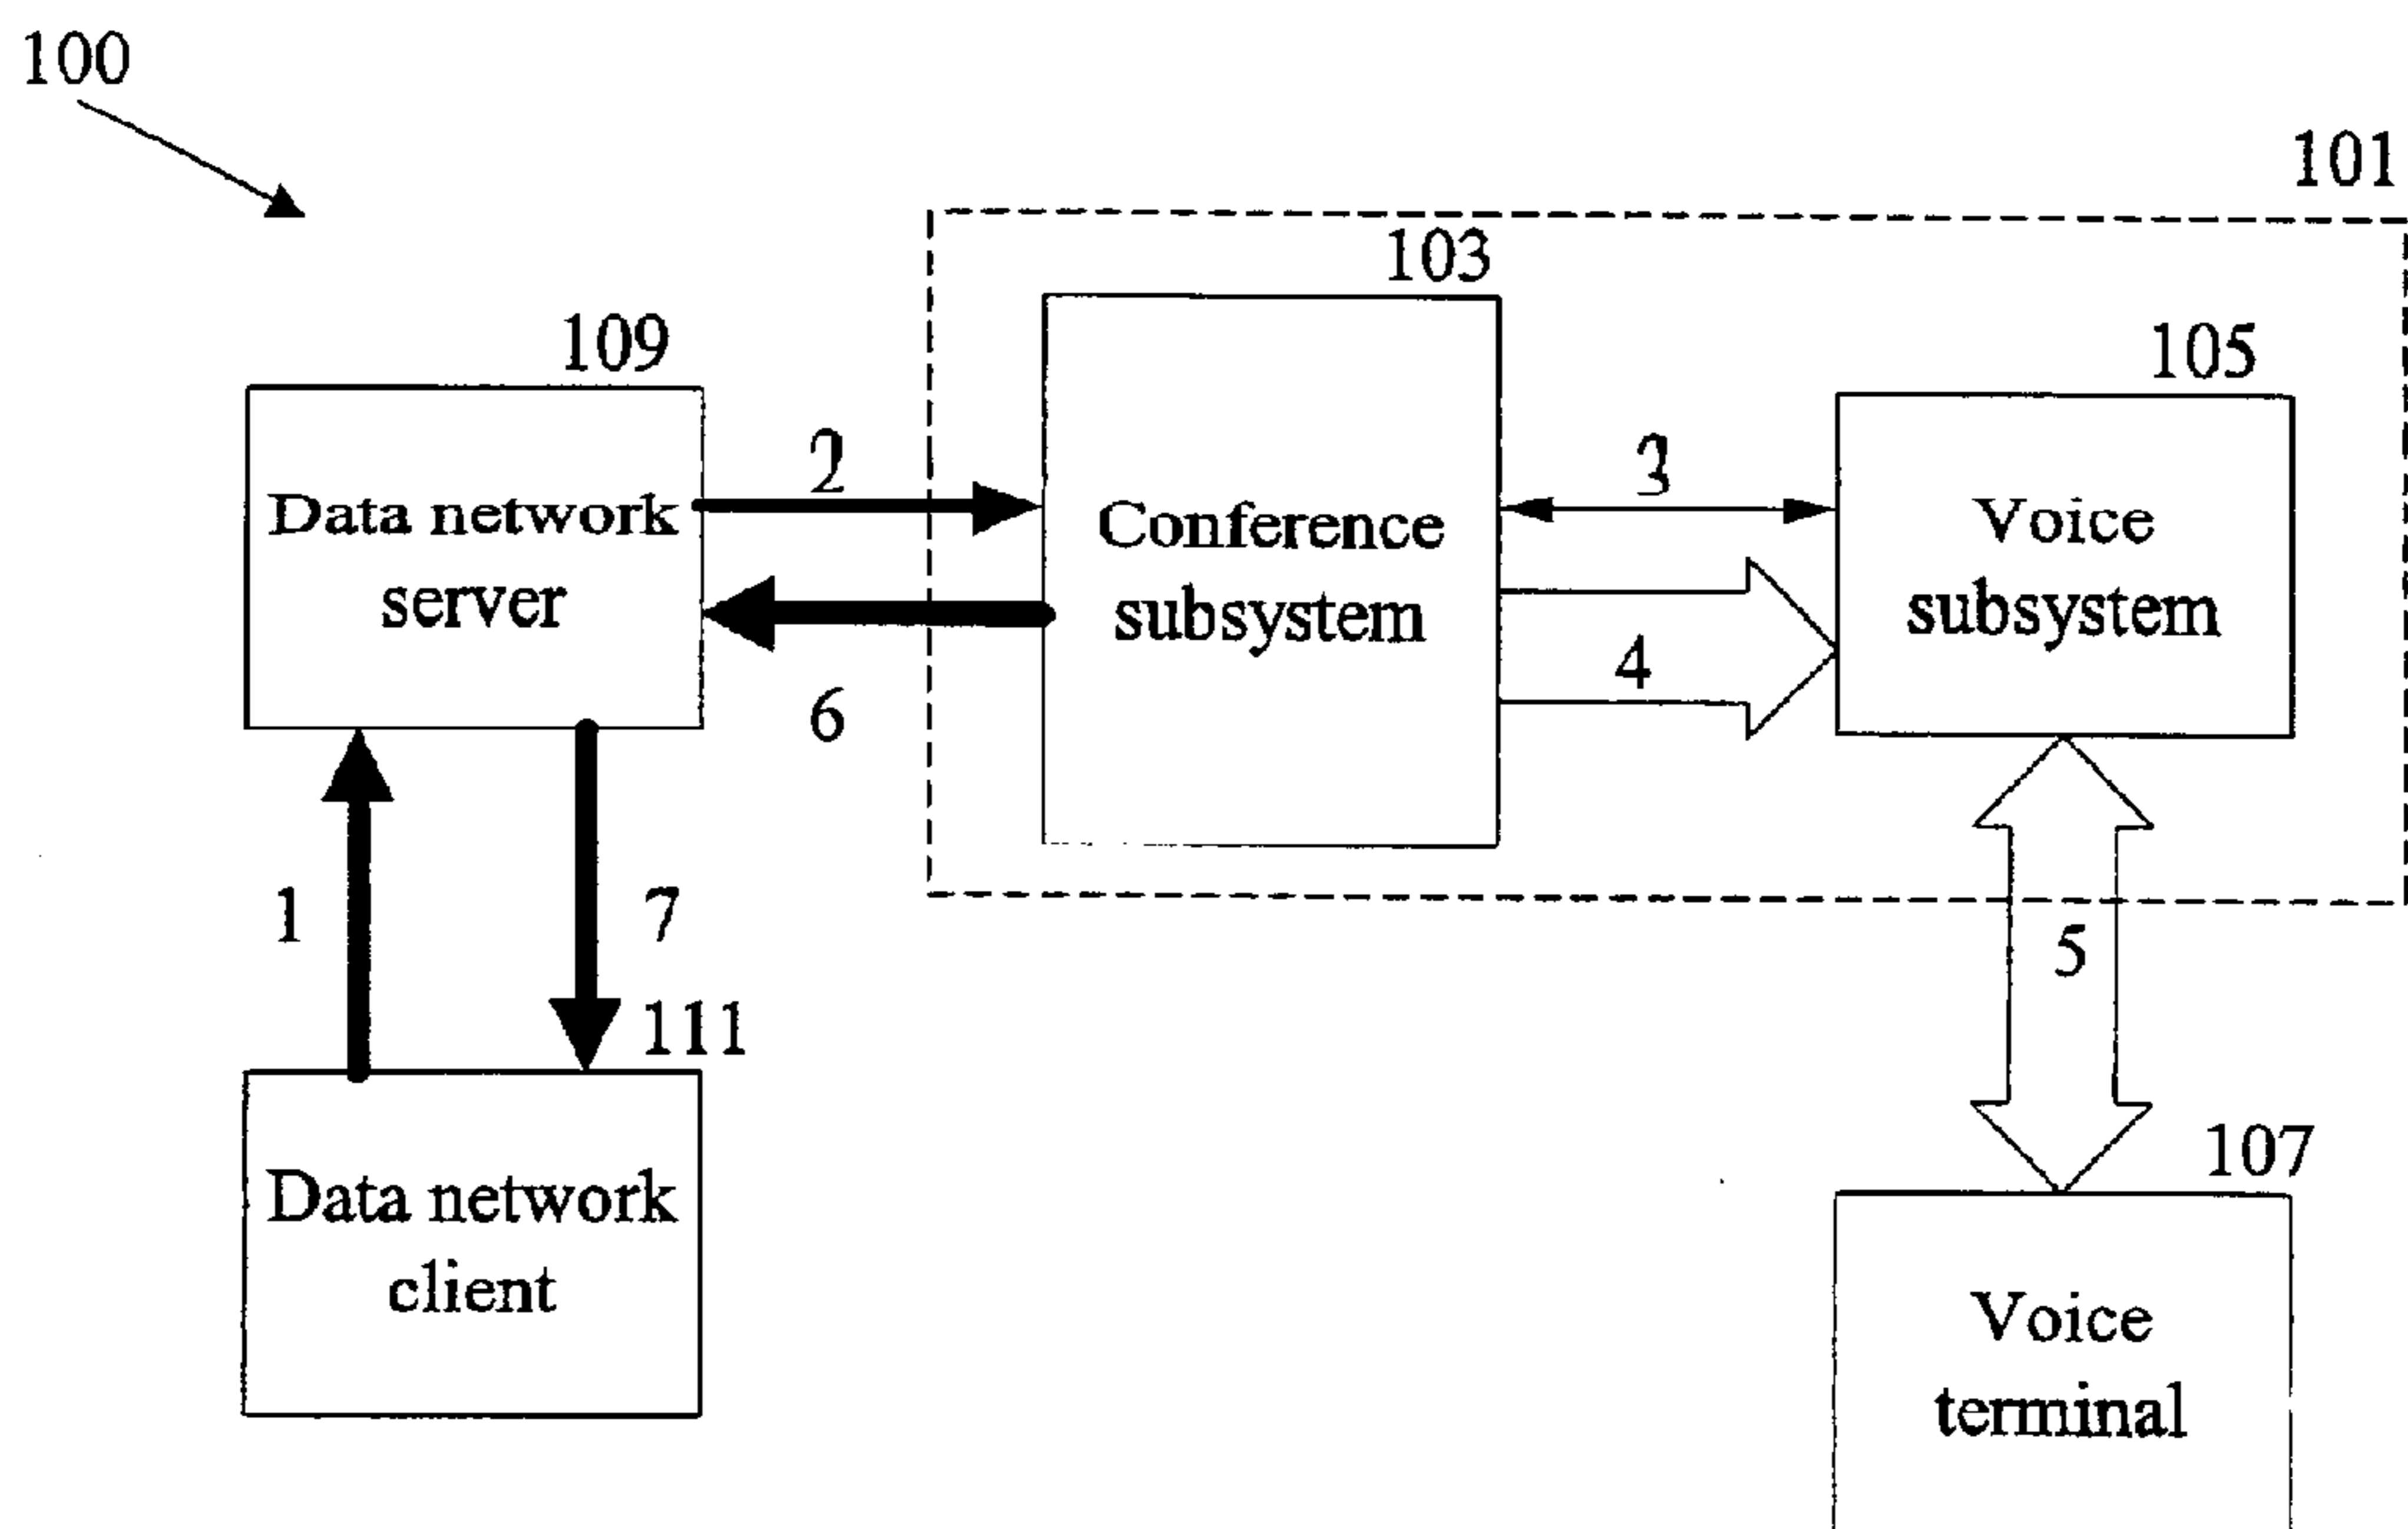 100
101
103
109
105
2
3
Data network
server
Conference
subsystem
Voice
subsystem
4
6
1
7
5
111
107
Data network
client
Voice
terminal